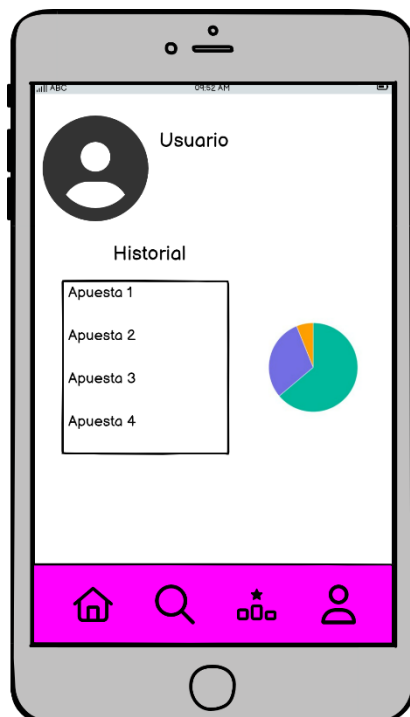 ABC
09:52 AM
Usuario
Historial
Apuesta 1
Apuesta 2
Apuesta 3
Apuesta 4